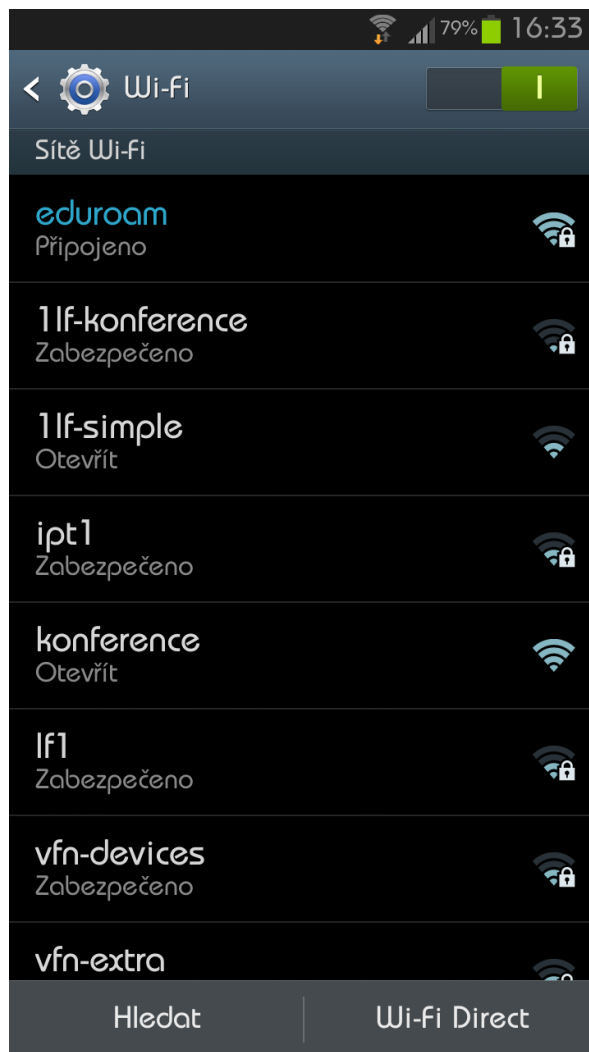 79% 16:33
Wi-Fi
Sítě Wi-Fi
eduroam
Připojeno
1lf-konference
Zabezpečeno
1lf-simple
Otevřít
ipt1
Zabezpečeno
konference
Otevřít
lf1
Zabezpečeno
vfn-devices
Zabezpečeno
vfn-extra
Hledat Wi-Fi Direct